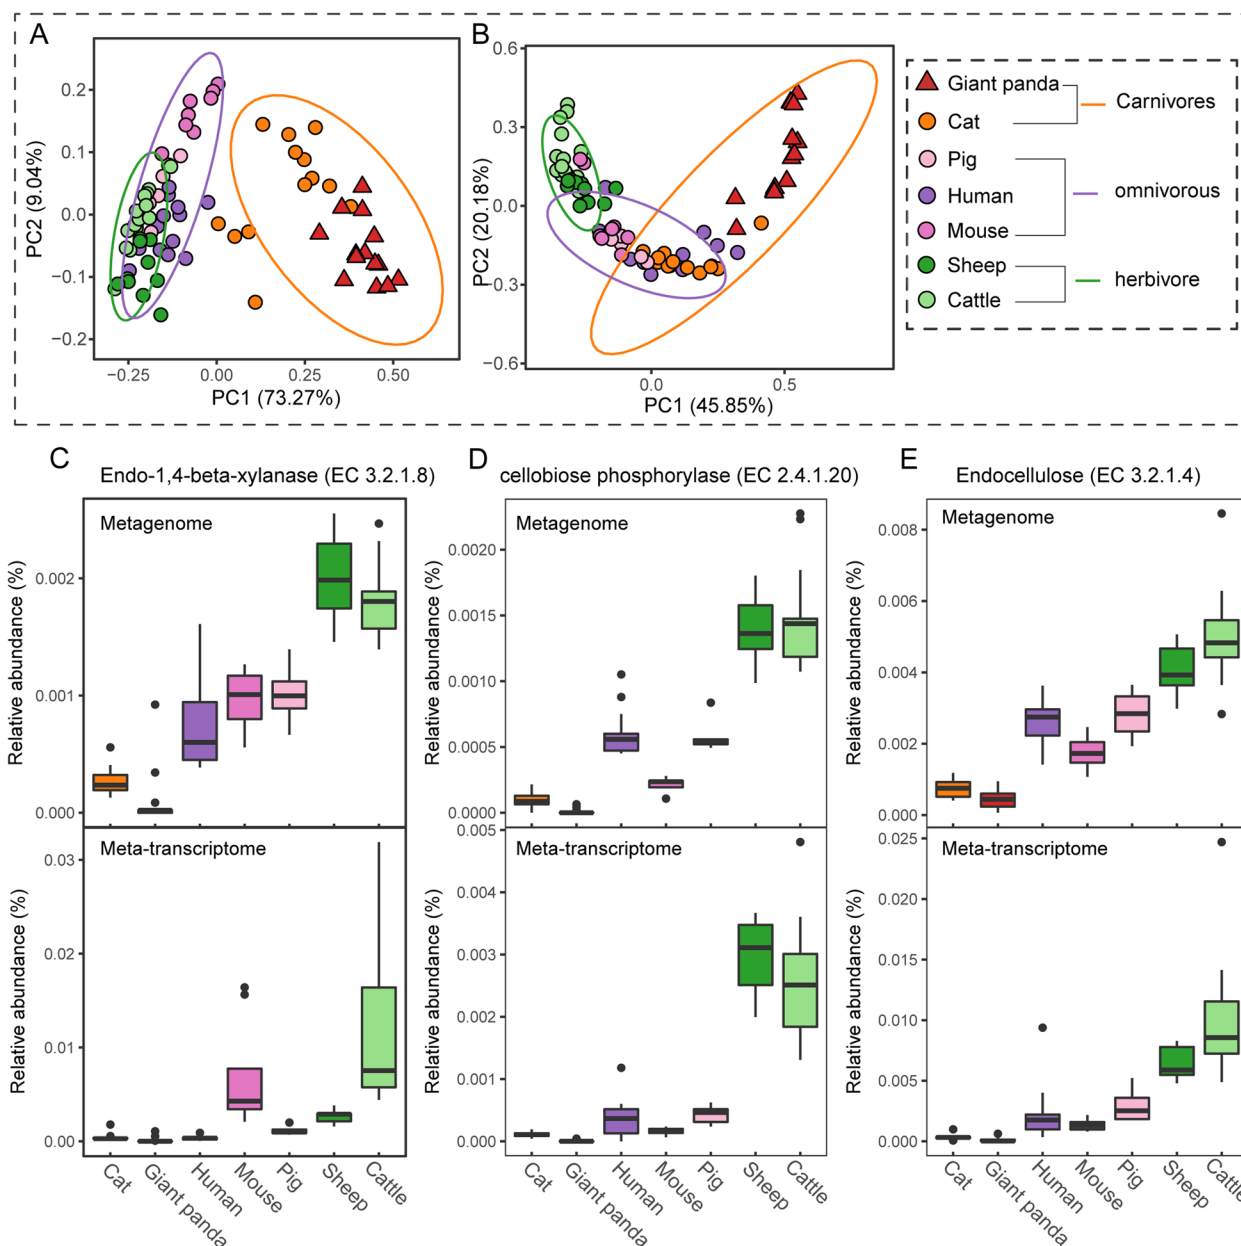 A
0.2
0.1
0.0
−0.1
−0.2
PC2 (9.04%)
−0.25
0.00
0.25
0.50
PC1 (73.27%)
B
0.6
0.3
0.0
−0.3
−0.6
PC2 (20.18%)
0.0
0.5
PC1 (45.85%)
Giant panda
Cat
Pig
Human
Mouse
Sheep
Cattle
Carnivores
omnivorous
herbivore
C
Endo-1,4-beta-xylanase (EC 3.2.1.8)
Metagenome
0.002
0.001
0.000
Relative abundance (%)
Meta-transcriptome
0.03
0.02
0.01
0.00
Relative abundance (%)
Cat
Giant panda
Human
Mouse
Pig
Sheep
Cattle
D
cellobiose phosphorylase (EC 2.4.1.20)
Metagenome
0.0020
0.0015
0.0010
0.0005
0.0000
Relative abundance (%)
Meta-transcriptome
0.005
0.004
0.003
0.002
0.001
0.000
Relative abundance (%)
Cat
Giant panda
Human
Mouse
Pig
Sheep
Cattle
E
Endocellulose (EC 3.2.1.4)
Metagenome
0.008
0.006
0.004
0.002
0.000
Relative abundance (%)
Meta-transcriptome
0.025
0.020
0.015
0.010
0.005
0.000
Relative abundance (%)
Cat
Giant panda
Human
Mouse
Pig
Sheep
Cattle